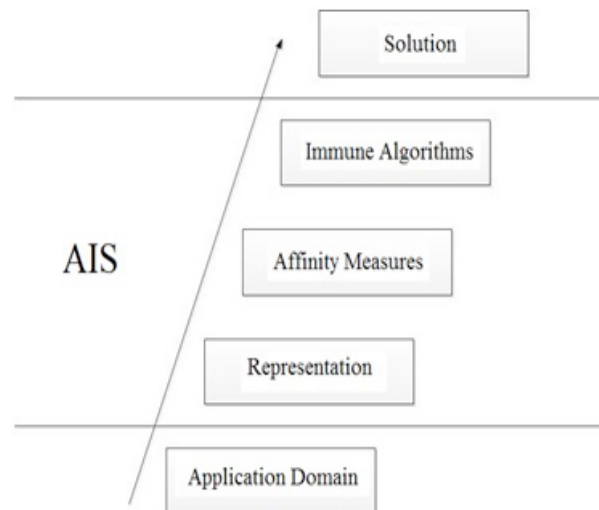 Solution
Immune Algorithms
AIS
Affinity Measures
Representation
Application Domain